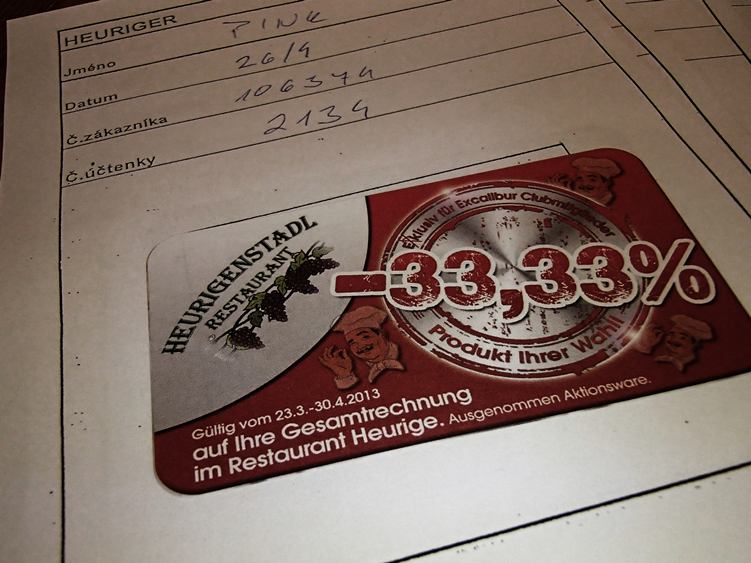 HEURIGER
Jméno PINK
Datum 26/4
Č.zákazníka 106374
Č.účtenky 2134
HEURIGENSTADL
RESTAURANT
Exklusiv für Excalibur Clubmitglieder
-33,33%
Produkt Ihrer Wahl
Gültig vom 23.3.-30.4.2013
auf Ihre Gesamtrechnung
im Restaurant Heurige. Ausgenommen Aktionsware.